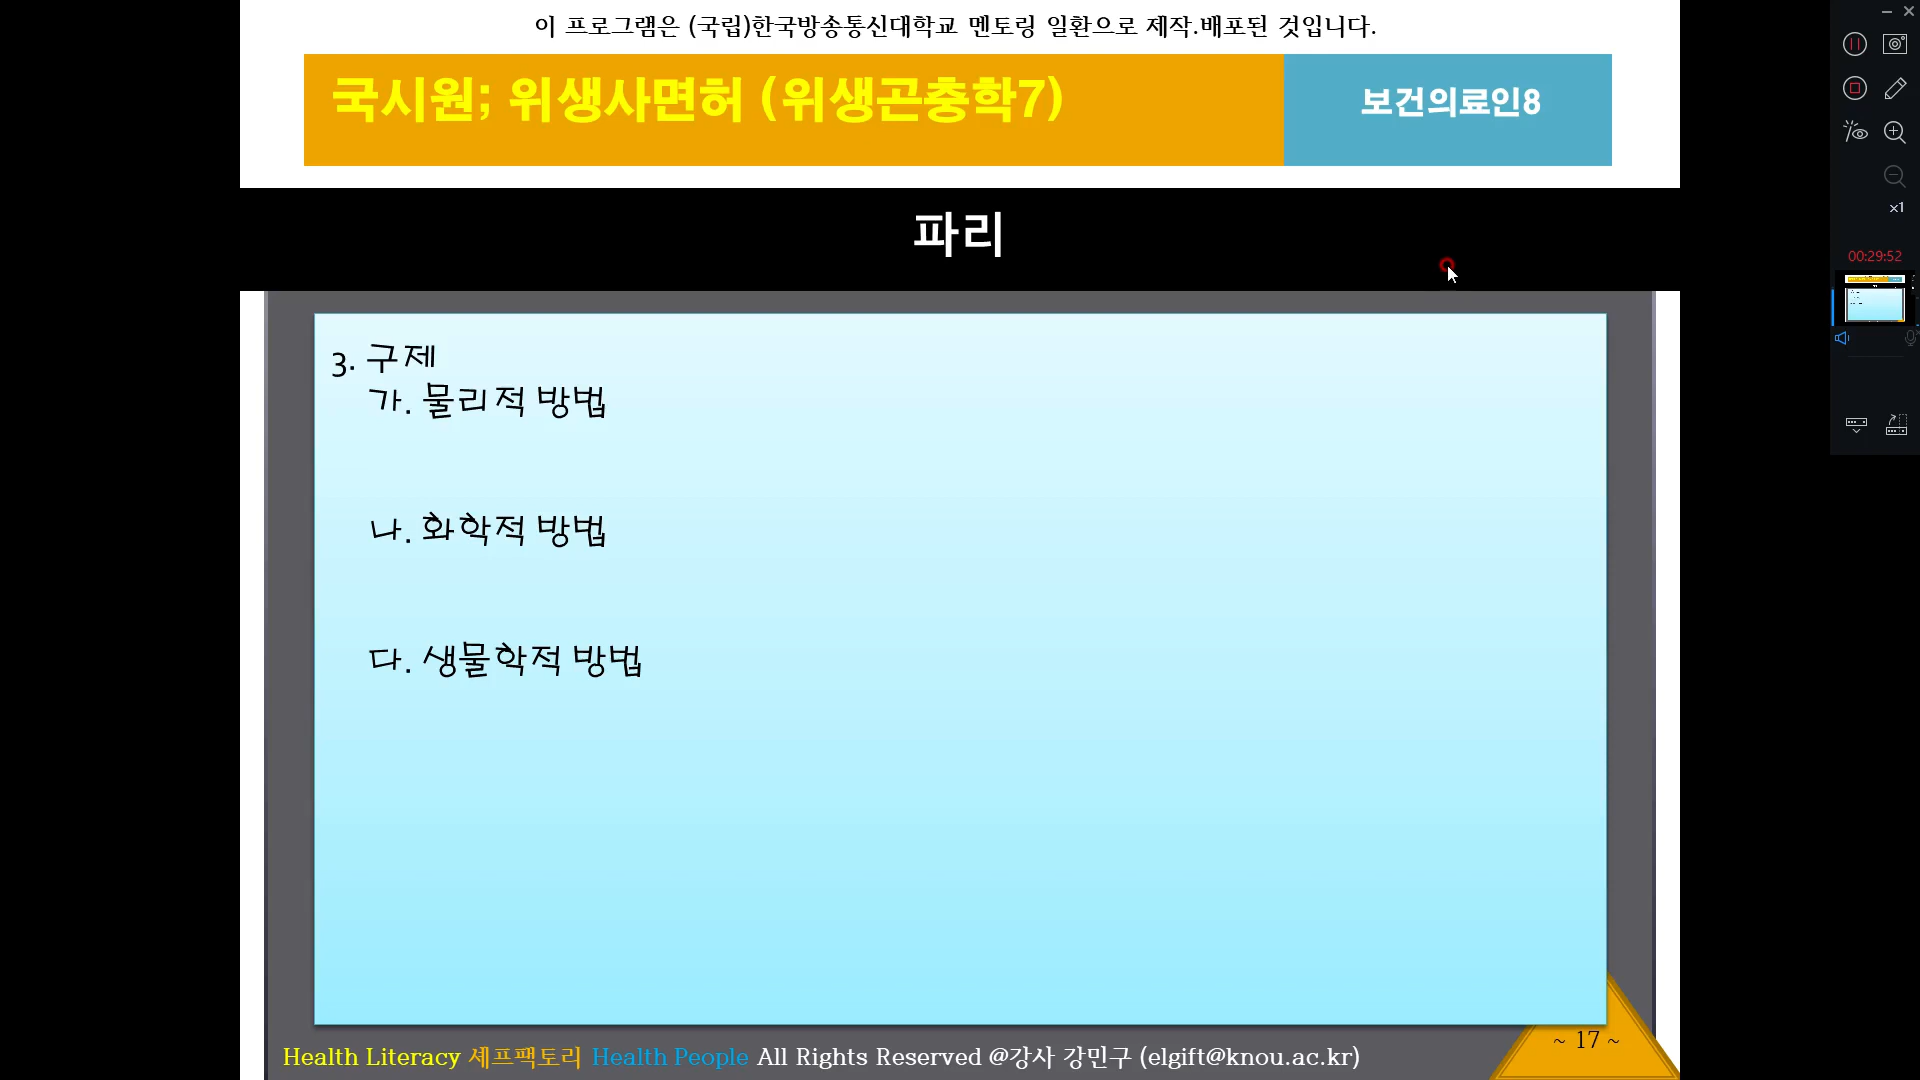 이 프로그램은 (국립)한국방송통신대학교 멘토링 일환으로 제작.배포된 것입니다.
국시원; 위생사면허 (위생곤충학7)
보건의료인8
x1
파리
00:29:52
3. 구제
가. 물리적 방법
나. 화학적 방법
다. 생물학적 방법
~ 17 ~
Health Literacy 셰프팩토리 Health People All Rights Reserved @강사 강민구 (elgift@knou.ac.kr)